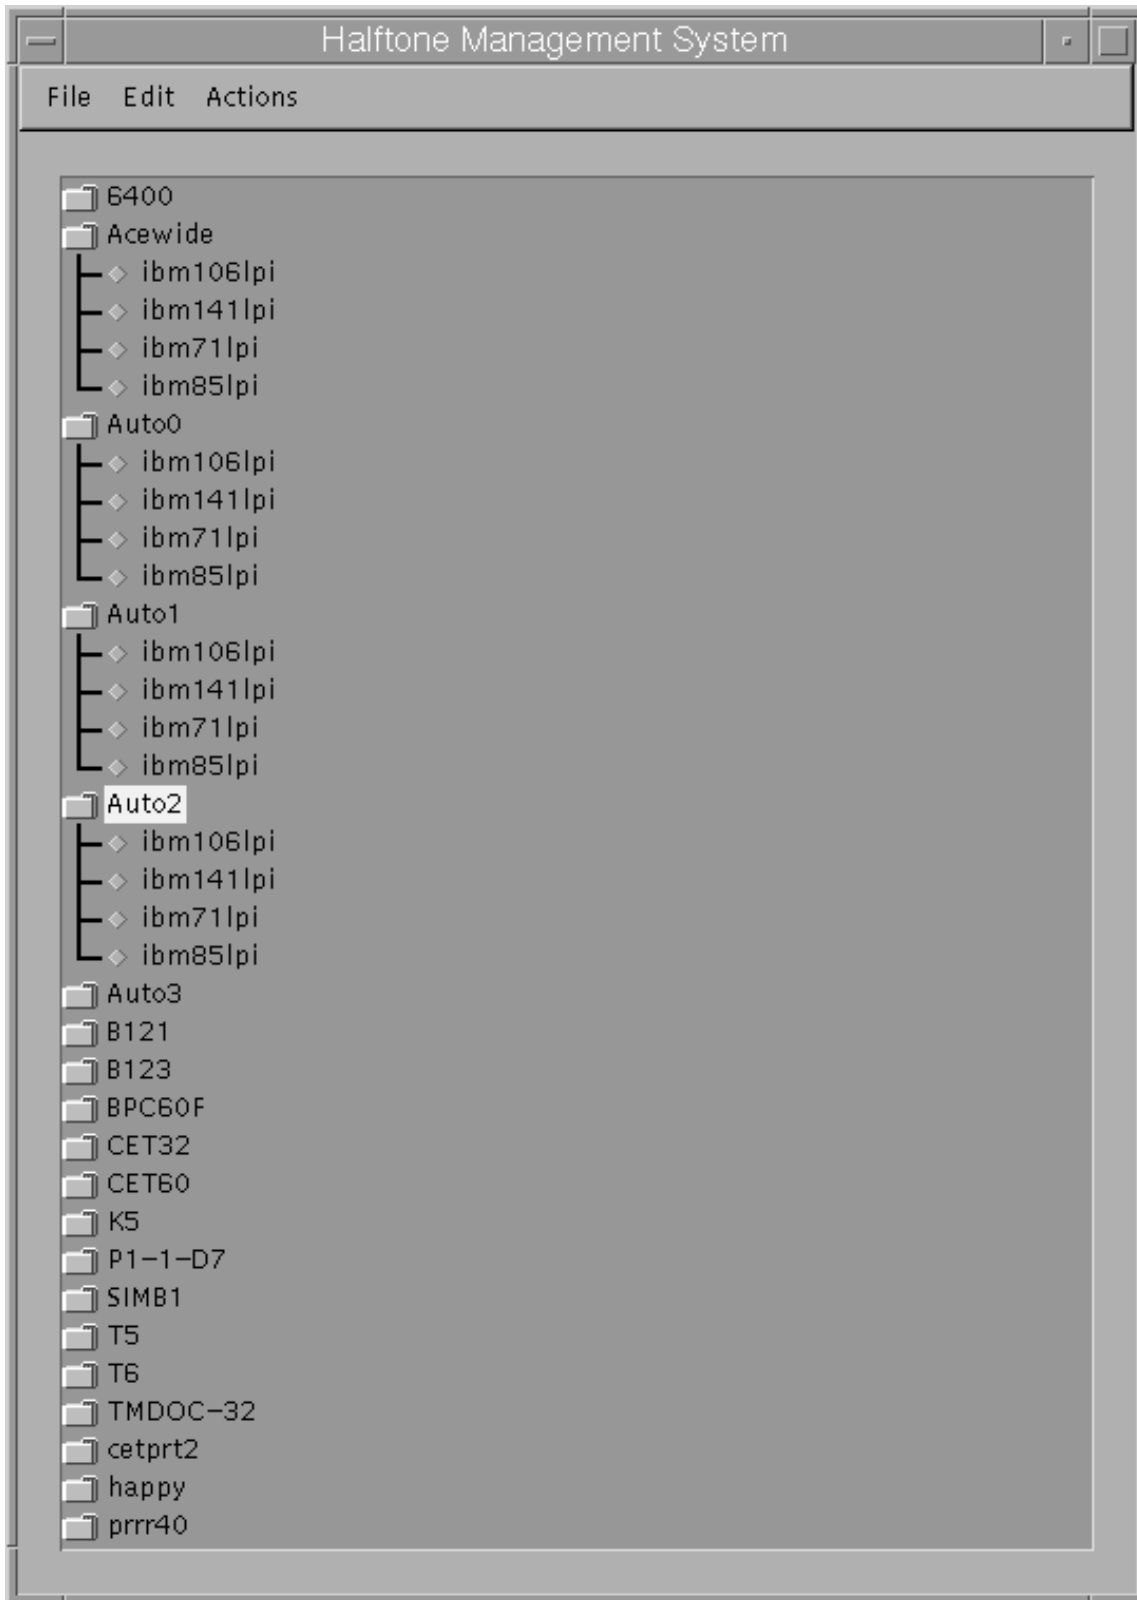 Halftone Management System
File Edit Actions
6400
Acewide
ibm106lpi
ibm141lpi
ibm71lpi
ibm85lpi
Auto0
ibm106lpi
ibm141lpi
ibm71lpi
ibm85lpi
Auto1
ibm106lpi
ibm141lpi
ibm71lpi
ibm85lpi
Auto2
ibm106lpi
ibm141lpi
ibm71lpi
ibm85lpi
Auto3
B121
B123
BPC60F
CET32
CET60
K5
P1-1-D7
SIMB1
T5
T6
TMDOC-32
cetprt2
happy
prrr40